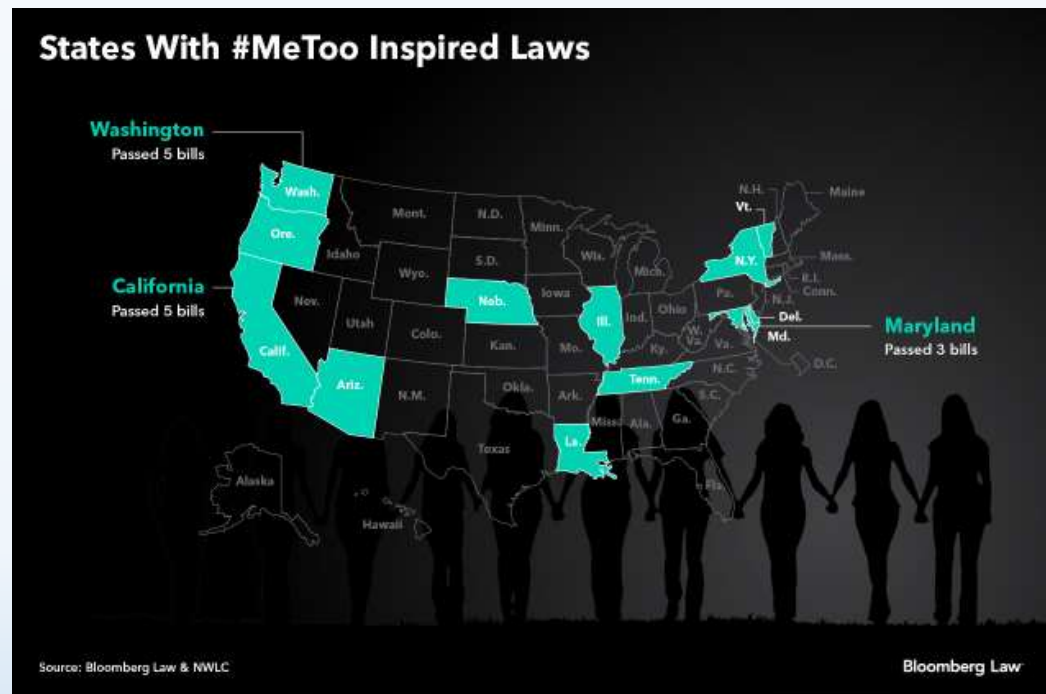 States With #MeToo Inspired Laws
Washington
Passed 5 bills
California
Passed 5 bills
Wash.
Ore.
Calif.
Idaho
Nev.
Mont.
Wyo.
Utah
Ariz.
Colo.
N.M.
N.D.
S.D.
Neb.
Kan.
Okla.
Texas
Minn.
Iowa
Mo.
Ark.
La.
Wis.
Ill.
Mich.
Ind.
Ohio
Ky.
Tenn.
Miss.
Ala.
Ga.
Fla.
S.C.
N.C.
Va.
W.
Va.
Pa.
N.Y.
Vt.
N.H.
Maine
Mass.
R.I.
Conn.
N.J.
Del.
Md.
D.C.
Maryland
Passed 3 bills
Alaska
Hawaii
Source: Bloomberg Law & NWLC
Bloomberg Law